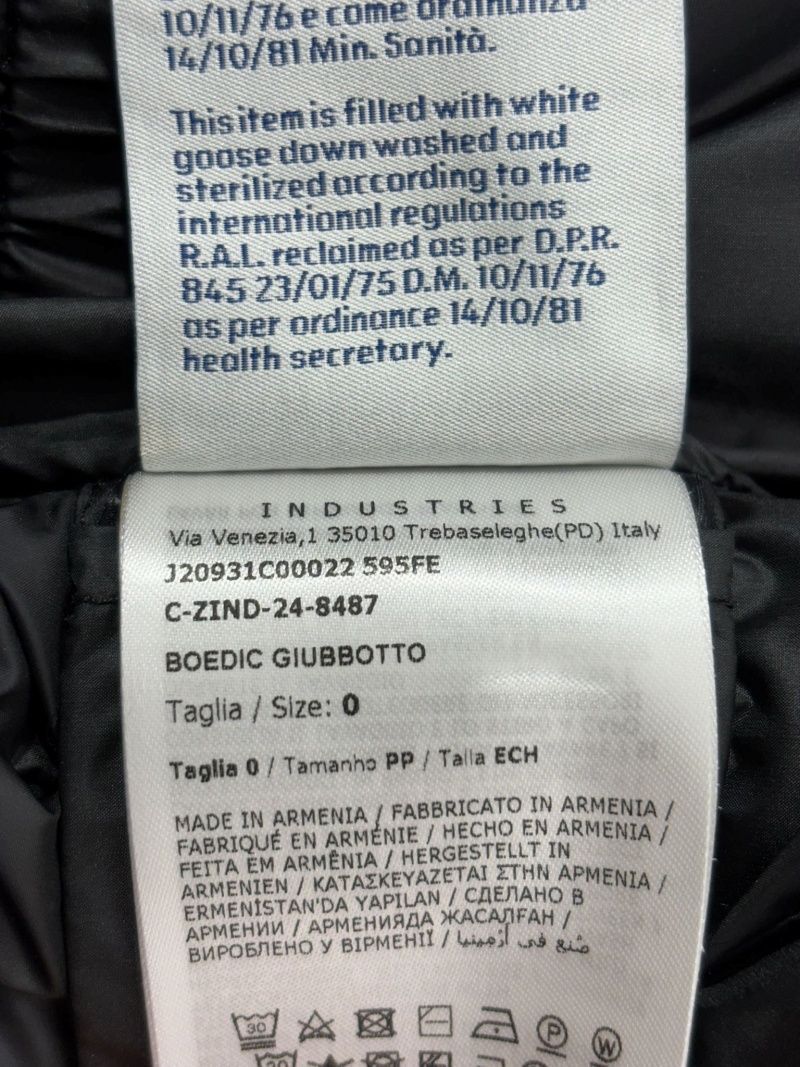 10/11/76 e come ordinanza
14/10/81 Min. Sanità.
This item is filled with white
goose down washed and
sterilized according to the
international regulations
R.A.L. reclaimed as per D.P.R.
845 23/01/75 D.M. 10/11/76
as per ordinance 14/10/81
health secretary.
INDUSTRIES
Via Venezia,1 35010 Trebaseleghe(PD) Italy
J20931C00022 595FE
C-ZIND-24-8487
BOEDIC GIUBBOTTO
Taglia / Size: 0
Taglia 0 / Tamanho PP / Talla ECH
MADE IN ARMENIA / FABBRICATO IN ARMENIA /
FABRIQUÉ EN ARMÉNIE / HECHO EN ARMENIA /
FEITA EM ARMÊNIA / HERGESTELLT IN
ARMENIEN / ΚΑΤΑΣΚΕΥΑΖΕΤΑΙ ΣΤΗΝ ΑΡΜΕΝΙΑ /
ERMENİSTAN'DA YAPILAN / СДЕЛАНО В
АРМЕНИИ / АРМЕНИЯДА ЖАСАЛҒАН /
ВИРОБЛЕНО У ВІРМЕНІЇ / صُنع في أرْمِينيا
30
P
W
30